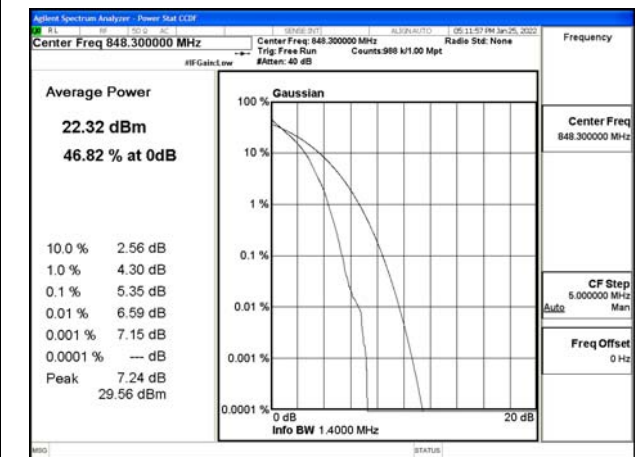 Agilent Spectrum Analyzer - Power Stat CCDF
RL RF 50 Ω AC SENSE:INT ALIGN AUTO 05:11:57 PM Jan 25, 2022
Center Freq 848.300000 MHz
Center Freq: 848.300000 MHz Radio Std: None
Trig: Free Run Counts:988 k/1.00 Mpt
#IFGain:Low #Atten: 40 dB
Frequency
Average Power
22.32 dBm
46.82 % at 0dB
10.0 % 2.56 dB
1.0 % 4.30 dB
0.1 % 5.35 dB
0.01 % 6.59 dB
0.001 % 7.15 dB
0.0001 % --- dB
Peak 7.24 dB
29.56 dBm
Gaussian
100 %
10 %
1 %
0.1 %
0.01 %
0.001 %
0.0001 %
0 dB 20 dB
Info BW 1.4000 MHz
Center Freq
848.300000 MHz
CF Step
5.000000 MHz
Auto Man
Freq Offset
0 Hz
MSG STATUS